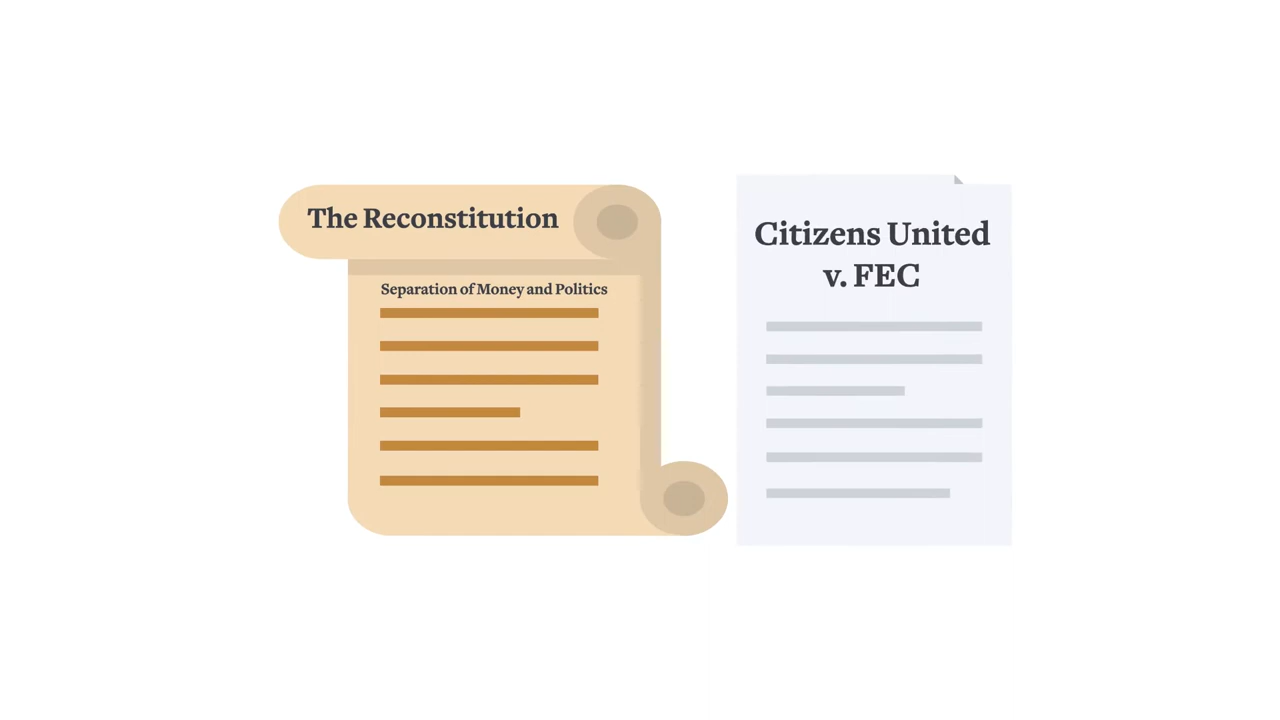 The Reconstitution
Separation of Money and Politics
Citizens United
v. FEC